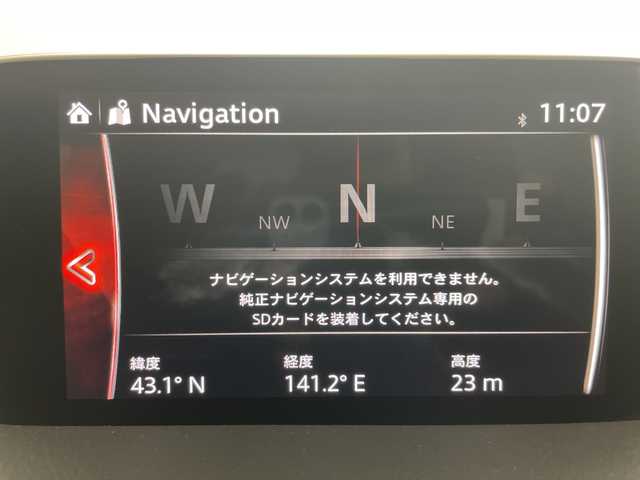 Navigation
11:07
W
NW
N
NE
E
ナビゲーションシステムを利用できません。
純正ナビゲーションシステム専用の
SDカードを装着してください。
緯度
経度
高度
43.1° N
141.2° E
23 m